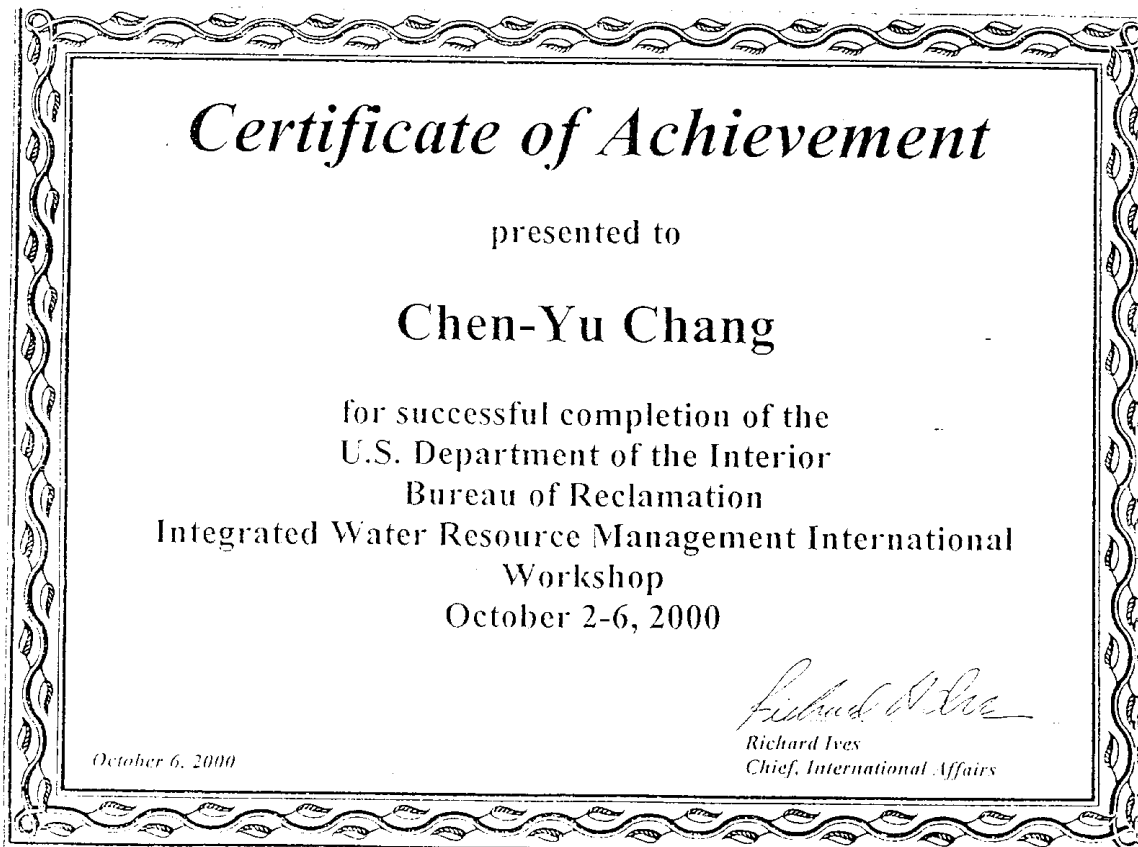 Certificate of Achievement
presented to
Chen-Yu Chang
for successful completion of the
U.S. Department of the Interior
Bureau of Reclamation
Integrated Water Resource Management International
Workshop
October 2-6, 2000
Richard Ives
October 6, 2000
Chief, International Affairs